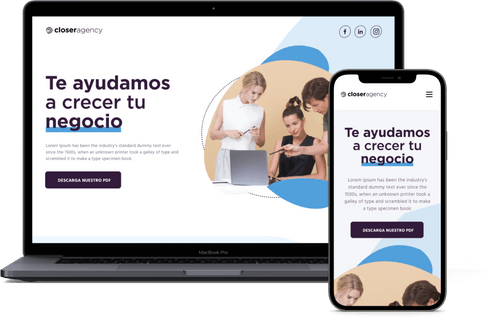 closeragency
Te ayudamos
a crecer tu
negocio
Lorem Ipsum has been the industry's standard dummy text ever
since the 1500s, when an unknown printer took a galley of type and
scrambled it to make a type specimen book.
DESCARGA NUESTRO PDF
MacBook Pro
closeragency
Te ayudamos
a crecer tu
negocio
Lorem Ipsum has been the industry's
standard dummy text ever since the
1500s, when an unknown printer took a
galley of type and scrambled it to make
a type specimen book.
DESCARGA NUESTRO PDF